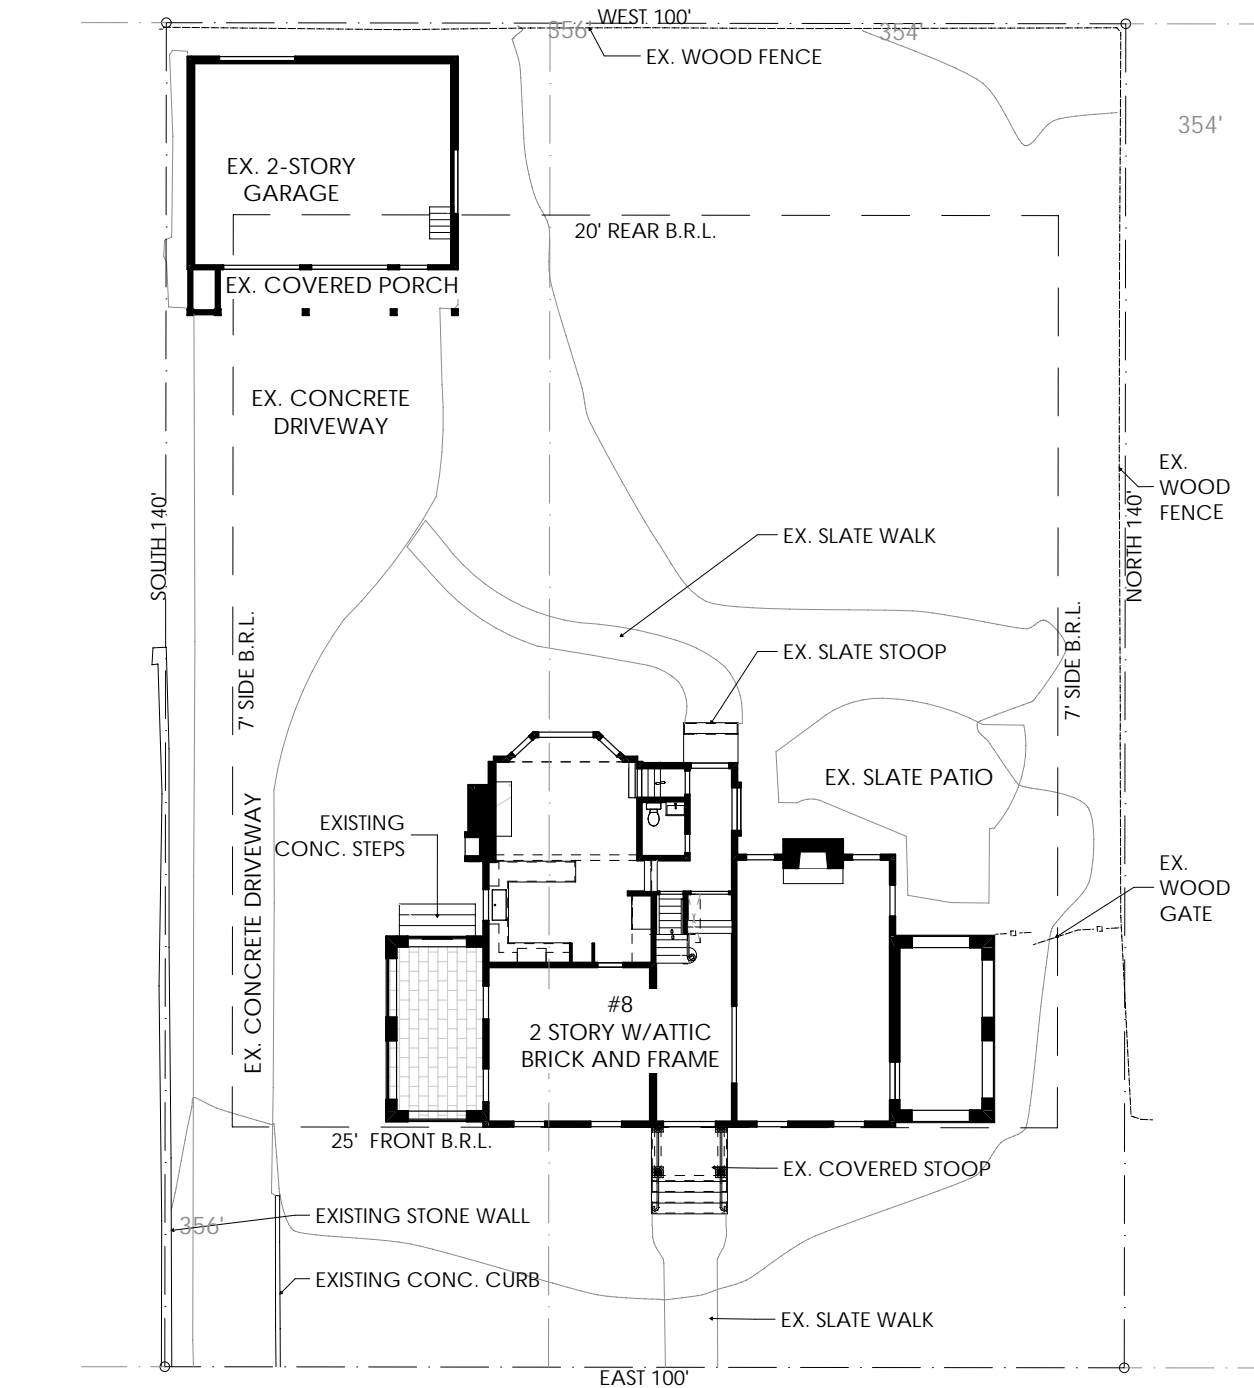 WEST 100'
356'
354'
EX. WOOD FENCE
354'
EX. 2-STORY
GARAGE
20' REAR B.R.L.
EX. COVERED PORCH
EX. CONCRETE
DRIVEWAY
EX.
WOOD
FENCE
SOUTH 140'
NORTH 140'
EX. SLATE WALK
EX. SLATE STOOP
7' SIDE B.R.L.
7' SIDE B.R.L.
EX. SLATE PATIO
EXISTING
CONC. STEPS
EX. CONCRETE DRIVEWAY
EX.
WOOD
GATE
#8
2 STORY W/ATTIC
BRICK AND FRAME
25' FRONT B.R.L.
EX. COVERED STOOP
356'
EXISTING STONE WALL
EXISTING CONC. CURB
EX. SLATE WALK
EAST 100'